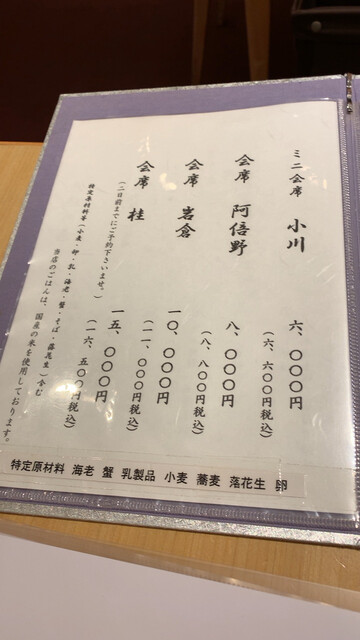 ミニ会席 小川 六、〇〇〇円
(六、六〇〇円税込)
会席 阿倍野 八、〇〇〇円
(八、八〇〇円税込)
会席 岩倉 一〇、〇〇〇円
(一一、〇〇〇円税込)
会席 桂 一五、〇〇〇円
(二日前までにご予約下さいませ。) (一六、五〇〇円税込)
特定原材料等(小麦・卵・乳・海老・蟹・そば・落花生)含む
当店のごはんは、国産の米を使用しております。
特定原材料 海老 蟹 乳製品 小麦 蕎麦 落花生 卵